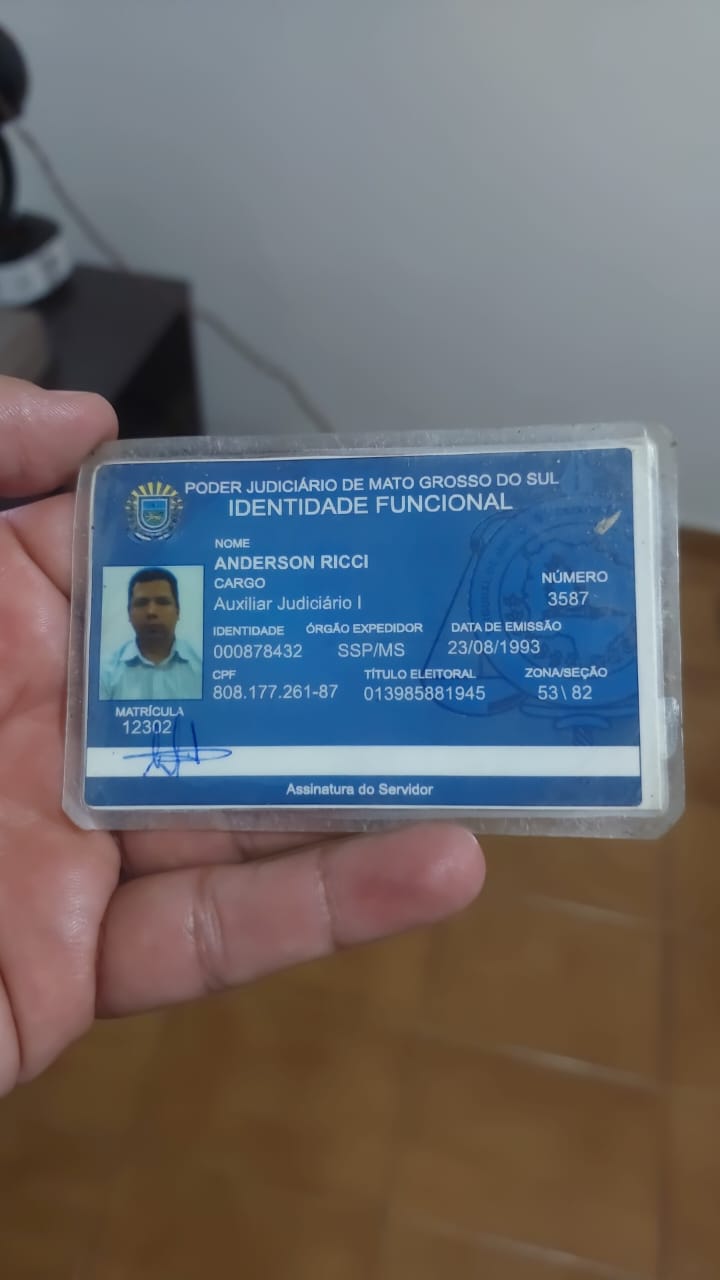 PODER JUDICIÁRIO DE MATO GROSSO DO SUL
IDENTIDADE FUNCIONAL
NOME
ANDERSON RICCI
CARGO
Auxiliar Judiciário I
NÚMERO
3587
IDENTIDADE ÓRGÃO EXPEDIDOR DATA DE EMISSÃO
000878432 SSP/MS 23/08/1993
CPF TÍTULO ELEITORAL ZONA/SEÇÃO
808.177.261-87 013985881945 53\ 82
MATRÍCULA
12302
Assinatura do Servidor